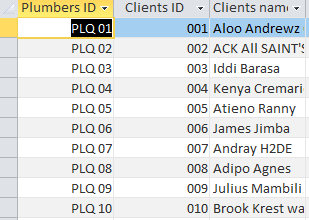 Plumbers ID Clients ID Clients name
PLQ 01 001 Aloo Andrewz
PLQ 02 002 ACK All SAINT'S
PLQ 03 003 Iddi Barasa
PLQ 04 004 Kenya Cremari
PLQ 05 005 Atieno Ranny
PLQ 06 006 James Jimba
PLQ 07 007 Andray H2DE
PLQ 08 008 Adipo Agnes
PLQ 09 009 Julius Mambili
PLQ 10 010 Brook Krest wa